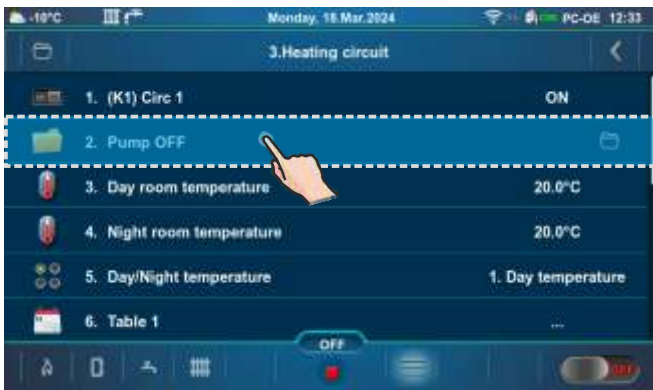 -10°C Monday, 18.Mar.2024 PC-OE 12:33
3.Heating circuit
1. (K1) Circ 1 ON
2. Pump OFF
3. Day room temperature 20.0°C
4. Night room temperature 20.0°C
5. Day/Night temperature 1. Day temperature
6. Table 1 ...
OFF
OFF